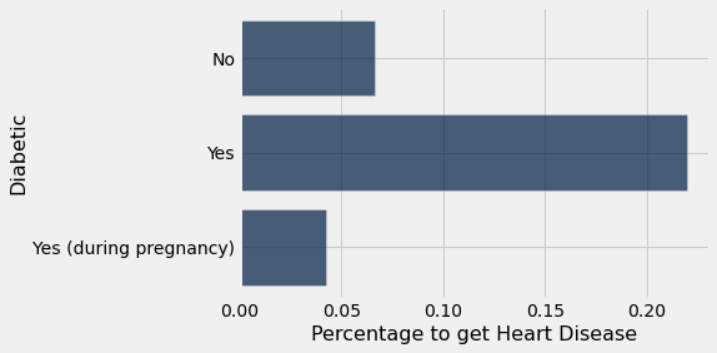 Diabetic
No
Yes
Yes (during pregnancy)
0.00 0.05 0.10 0.15 0.20
Percentage to get Heart Disease